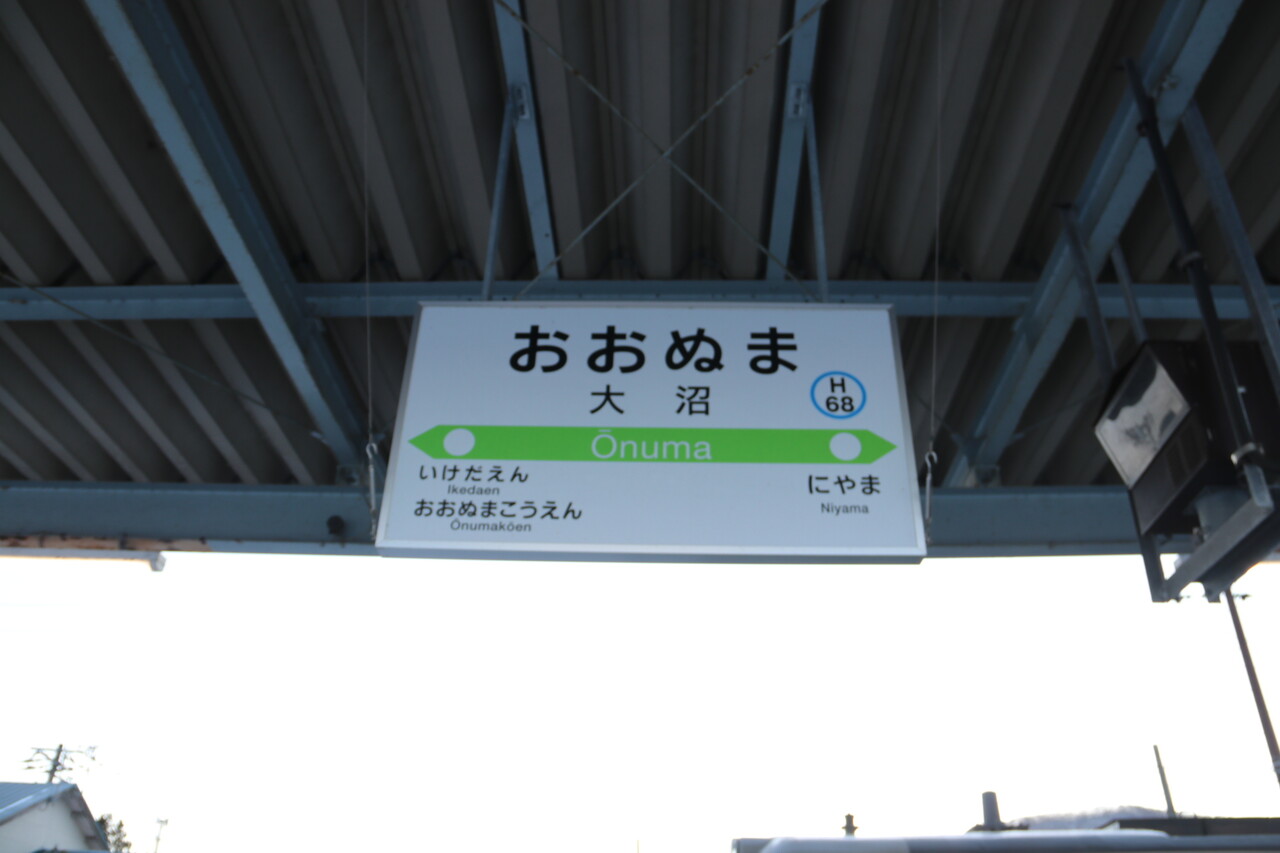 おおぬま
大沼
H
68
Ōnuma
いけだえん
Ikedaen
おおぬまこうえん
Ōnumakōen
にやま
Niyama